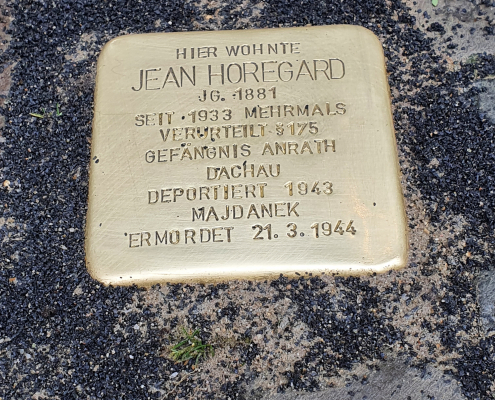 HIER WOHNTE
JEAN HOREGARD
JG. 1881
SEIT 1933 MEHRMALS
VERURTEILT §175
GEFÄNGNIS ANRATH
DACHAU
DEPORTIERT 1943
MAJDANEK
ERMORDET 21. 3. 1944